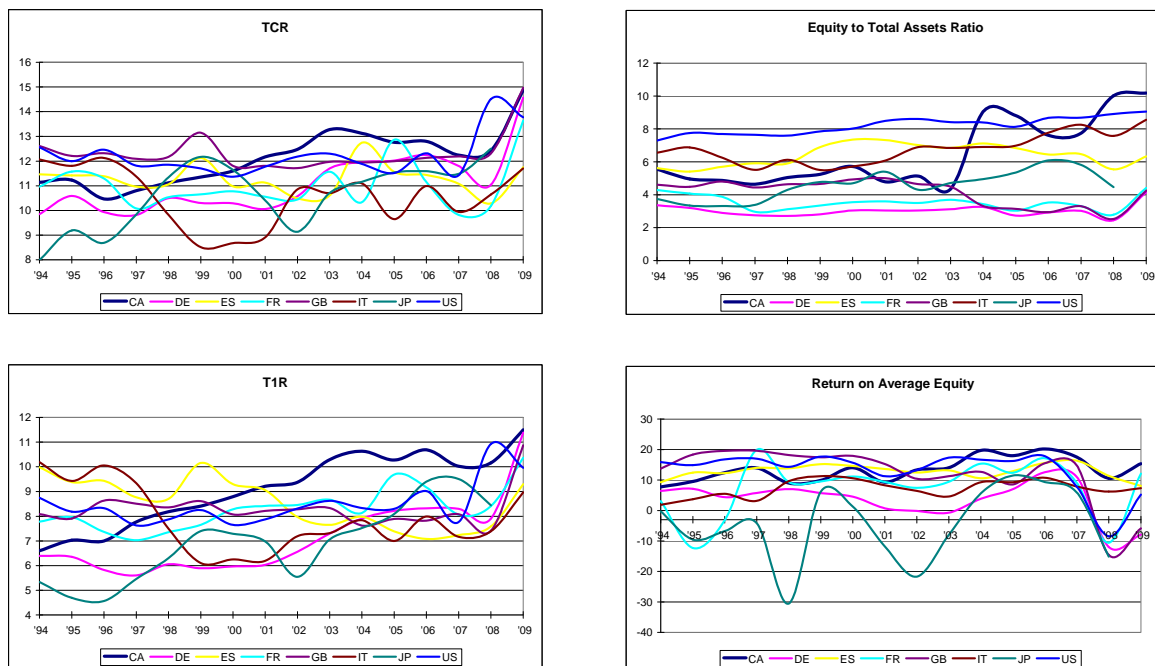 TCR
16
15
14
13
12
11
10
9
8
'94 '95 '96 '97 '98 '99 '00 '01 '02 '03 '04 '05 '06 '07 '08 '09
CA DE ES FR GB IT JP US
Equity to Total Assets Ratio
12
10
8
6
4
2
0
'94 '95 '96 '97 '98 '99 '00 '01 '02 '03 '04 '05 '06 '07 '08 '09
CA DE ES FR GB IT JP US
T1R
12
11
10
9
8
7
6
5
4
'94 '95 '96 '97 '98 '99 '00 '01 '02 '03 '04 '05 '06 '07 '08 '09
CA DE ES FR GB IT JP US
Return on Average Equity
30
20
10
0
'94 '95 '96 '97 '98 '99 '00 '01 '02 '03 '04 '05 '06 '07 '08 '09
-10
-20
-30
-40
CA DE ES FR GB IT JP US